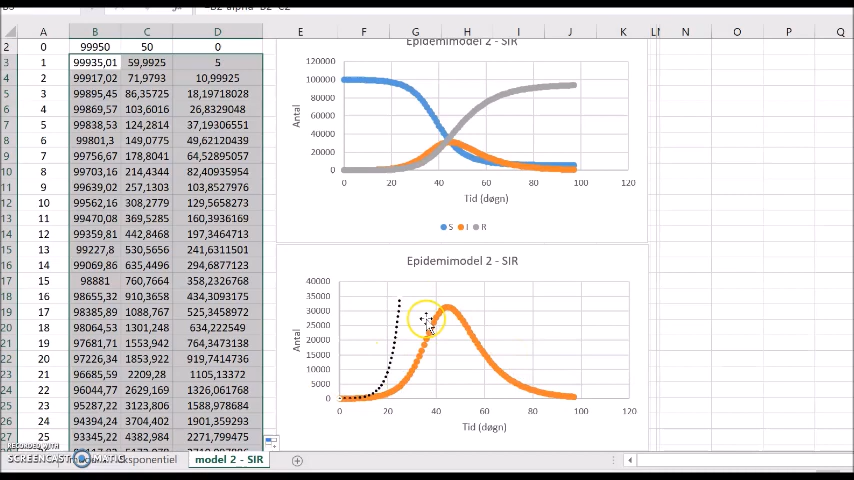 A B C D E F G H I J K L M N O P Q
2 0 99950 50 0
3 1 99935,01 59,9925 5
4 2 99917,02 71,9793 10,99925
5 3 99895,45 86,35725 18,19718028
6 4 99869,57 103,6016 26,8329048
7 5 99838,53 124,2814 37,19306551
8 6 99801,3 149,0775 49,62120439
9 7 99756,67 178,8041 64,52895057
10 8 99703,16 214,4344 82,40935954
11 9 99639,02 257,1303 103,8527976
12 10 99562,16 308,2779 129,5658273
13 11 99470,08 369,5285 160,3936169
14 12 99359,81 442,8468 197,3464713
15 13 99227,8 530,5656 241,6311501
16 14 99069,86 635,4496 294,6877123
17 15 98881 760,7664 358,2326768
18 16 98655,32 910,3658 434,3093175
19 17 98385,89 1088,767 525,3458972
20 18 98064,53 1301,248 634,222549
21 19 97681,71 1553,942 764,3473138
22 20 97226,34 1853,922 919,7414736
23 21 96685,59 2209,28 1105,13372
24 22 96044,77 2629,169 1326,061768
25 23 95287,22 3123,806 1588,978684
26 24 94394,24 3704,402 1901,359293
27 25 93345,22 4382,984 2271,799475
Epidemimodel 2 - SIR
120000
100000
80000
60000
40000
20000
0
Antal
0 20 40 60 80 100 120
Tid (døgn)
S I R
Epidemimodel 2 - SIR
40000
35000
30000
25000
20000
15000
10000
5000
0
Antal
0 20 40 60 80 100 120
Tid (døgn)
RECORDED WITH
SCREENCAST MATIC
ksponentiel model 2 - SIR